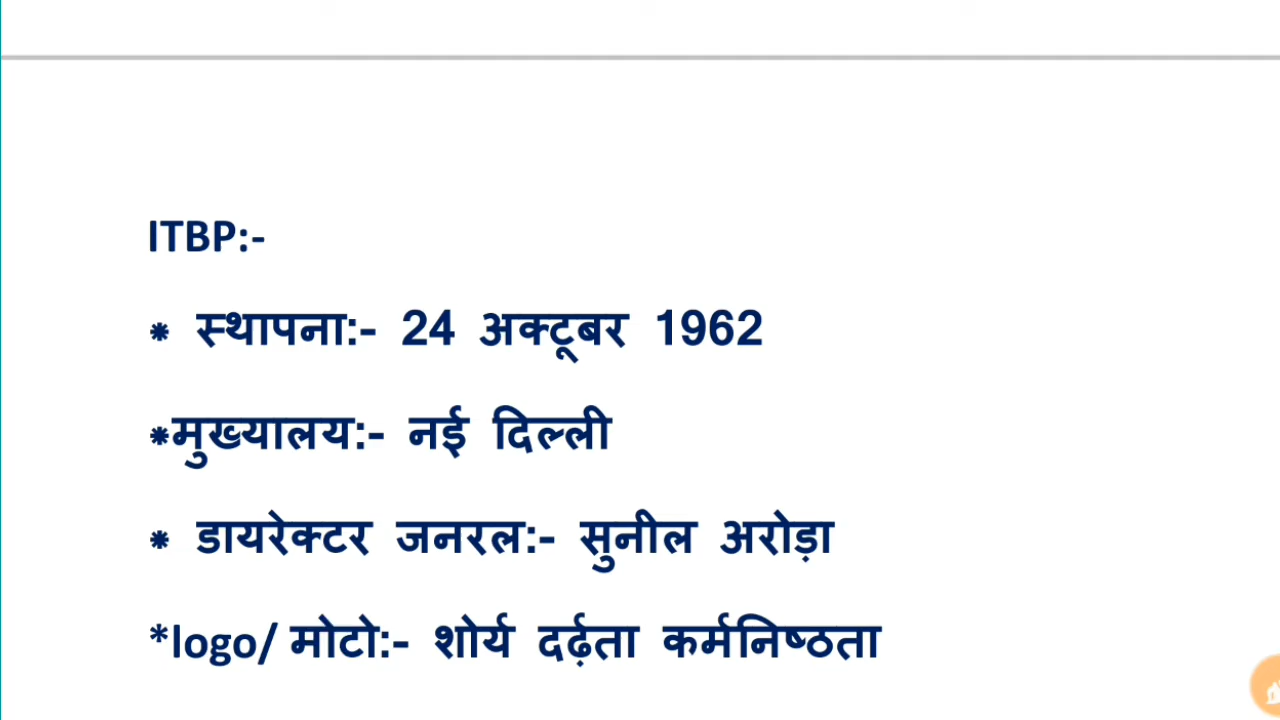 ITBP:-
* स्थापना:- 24 अक्टूबर 1962
*मुख्यालय:- नई दिल्ली
* डायरेक्टर जनरल:- सुनील अरोड़ा
*logo/ मोटो:- शोर्य दर्ढ़ता कर्मनिष्ठता